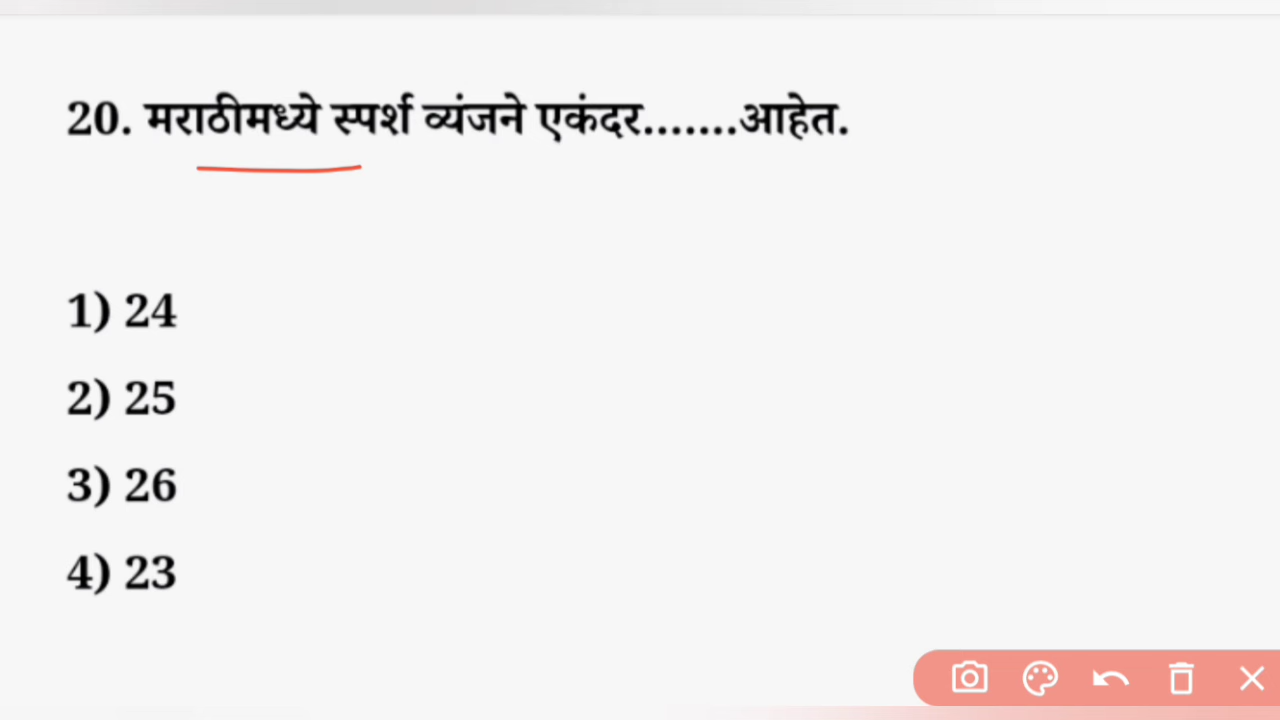 20. मराठीमध्ये स्पर्श व्यंजने एकंदर.......आहेत.
1) 24
2) 25
3) 26
4) 23